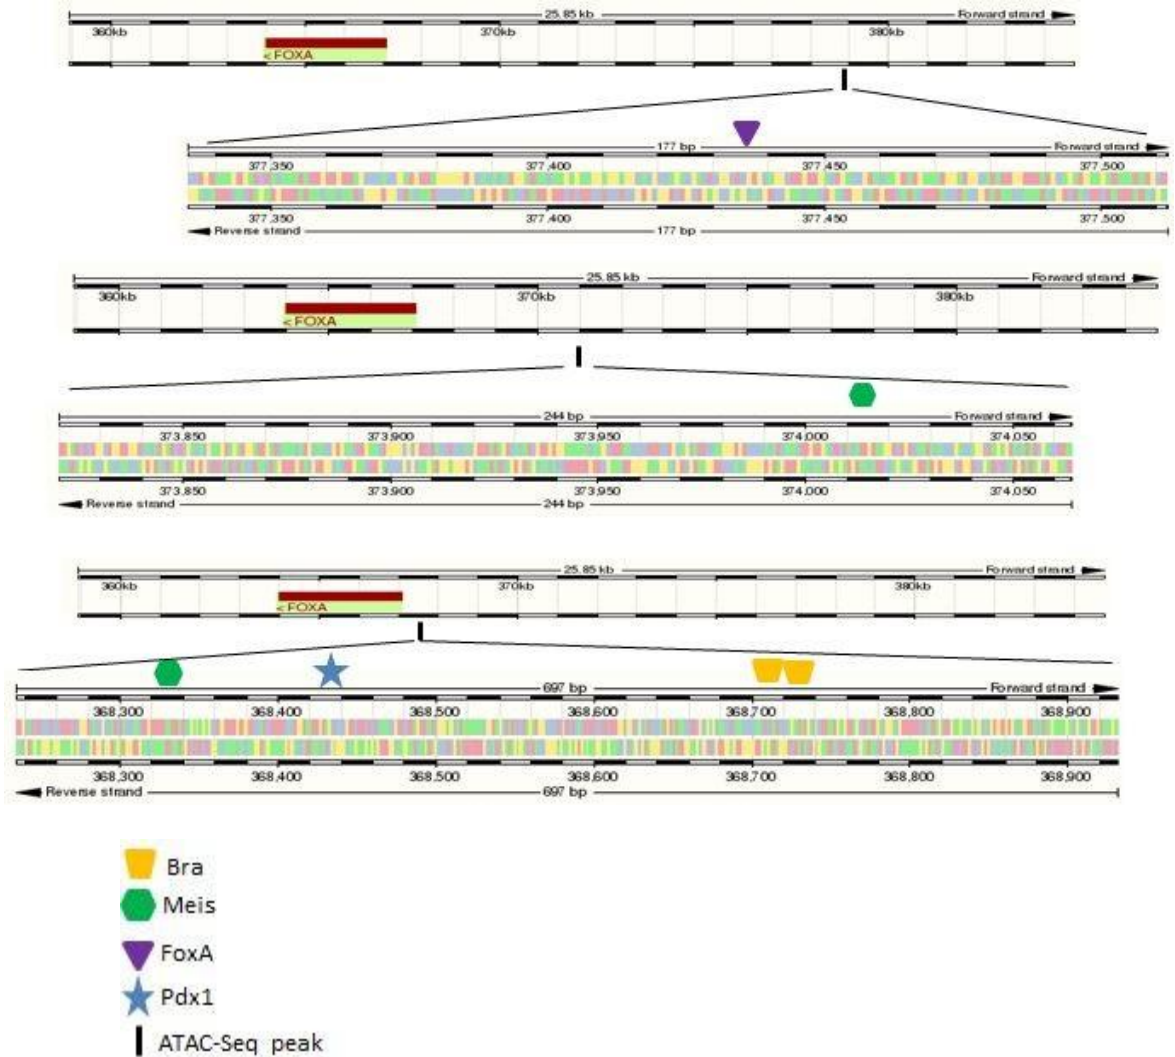 25.85 kb Forward strand
360kb 370kb 380kb
< FOXA
177 bp Forward strand
377,350 377,400 377,450 377,500
377,350 377,400 377,450 377,500
Reverse strand 177 bp
25.85 kb Forward strand
360kb 370kb 380kb
< FOXA
244 bp Forward strand
373,850 373,900 373,950 374,000 374,050
373,850 373,900 373,950 374,000 374,050
Reverse strand 244 bp
25.85 kb Forward strand
360kb 370kb 380kb
< FOXA
697 bp Forward strand
368,300 368,400 368,500 368,600 368,700 368,800 368,900
368,300 368,400 368,500 368,600 368,700 368,800 368,900
Reverse strand 697 bp
Bra
Meis
FoxA
Pdx1
ATAC-Seq peak